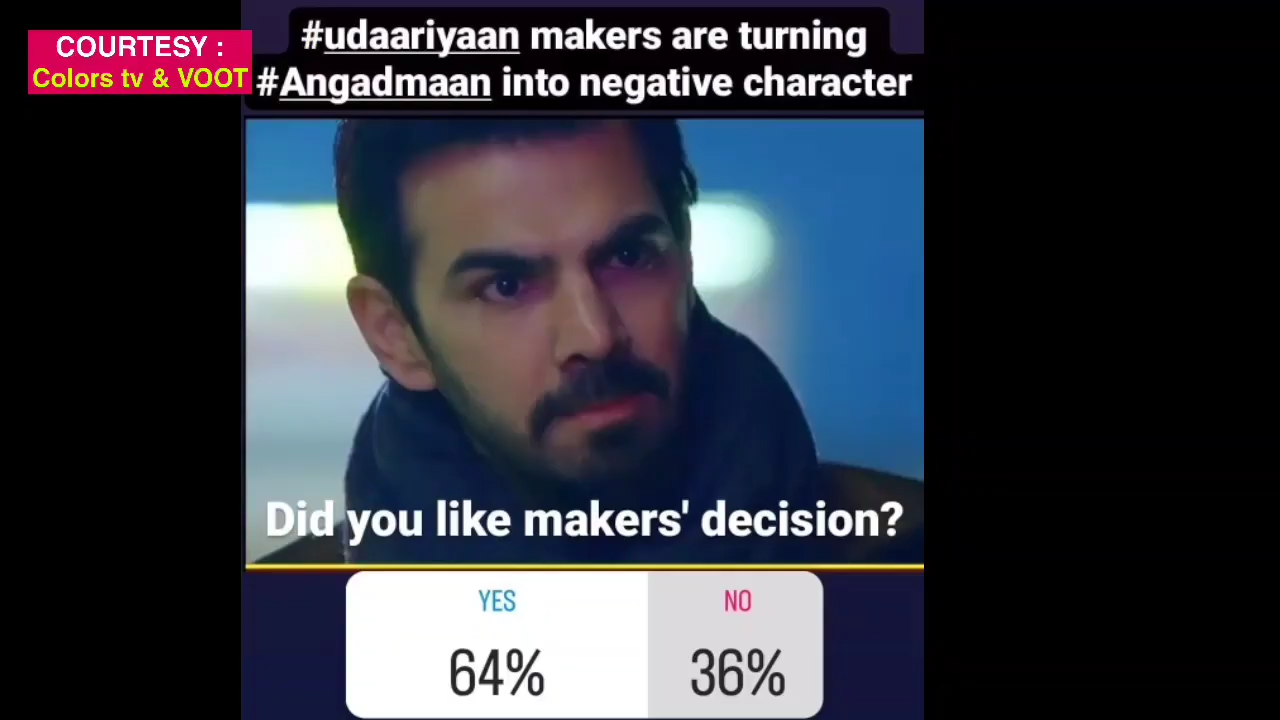 COURTESY :
Colors tv & VOOT
#udaariyaan makers are turning
#Angadmaan into negative character
Did you like makers' decision?
YES
NO
64%
36%